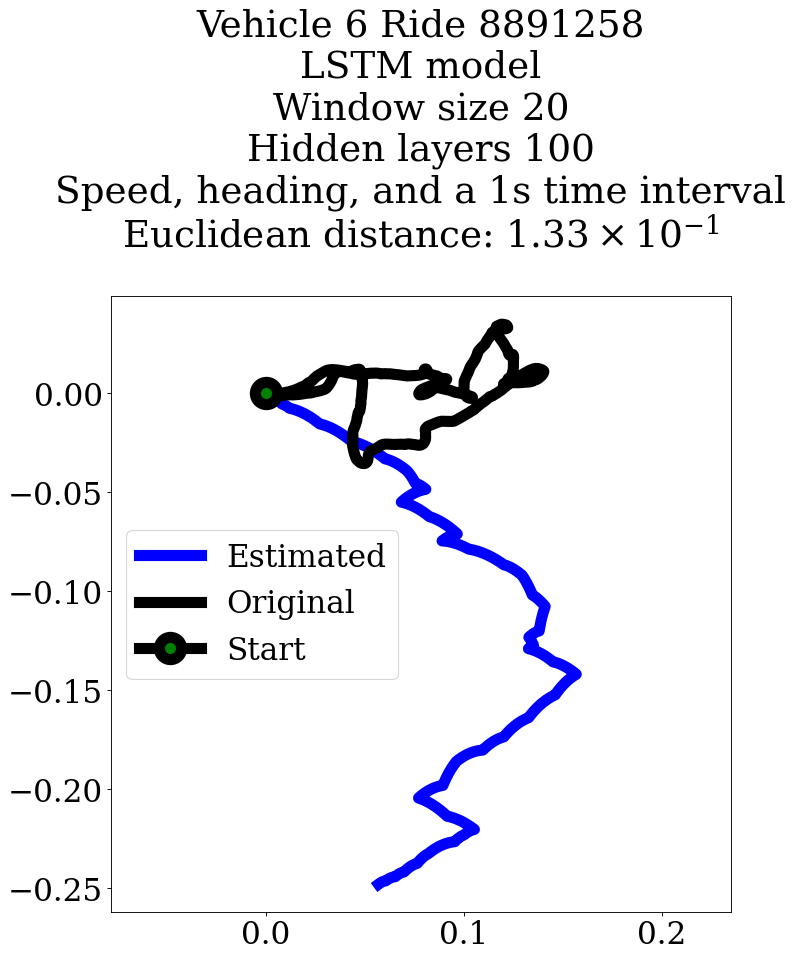 Vehicle 6 Ride 8891258
LSTM model
Window size 20
Hidden layers 100
Speed, heading, and a 1s time interval
Euclidean distance: 1.33 × 10⁻¹
0.00
−0.05
−0.10
−0.15
−0.20
−0.25
Estimated
Original
Start
0.0 0.1 0.2